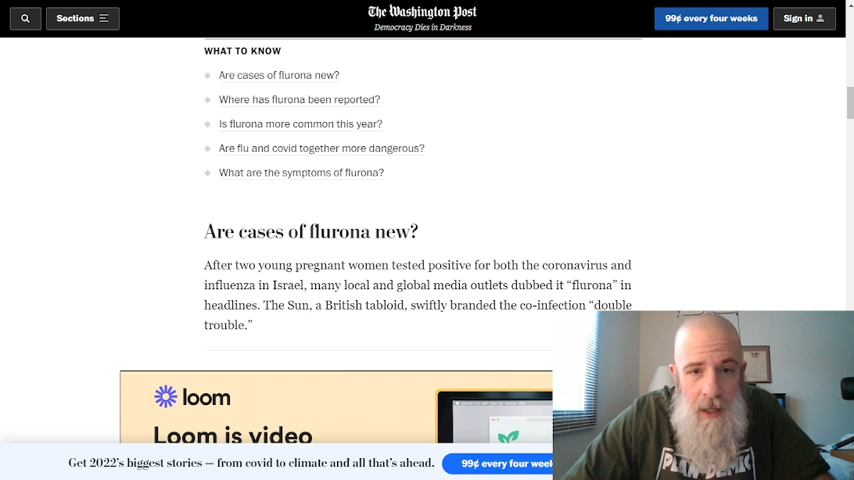 Sections
The Washington Post
Democracy Dies in Darkness
99¢ every four weeks
Sign in
WHAT TO KNOW
Are cases of flurona new?
Where has flurona been reported?
Is flurona more common this year?
Are flu and covid together more dangerous?
What are the symptoms of flurona?
Are cases of flurona new?
After two young pregnant women tested positive for both the coronavirus and
influenza in Israel, many local and global media outlets dubbed it “flurona” in
headlines. The Sun, a British tabloid, swiftly branded the co-infection “double
trouble.”
loom
Loom is video
Get 2022’s biggest stories — from covid to climate and all that’s ahead.
99¢ every four week
PLAN-DEMIC